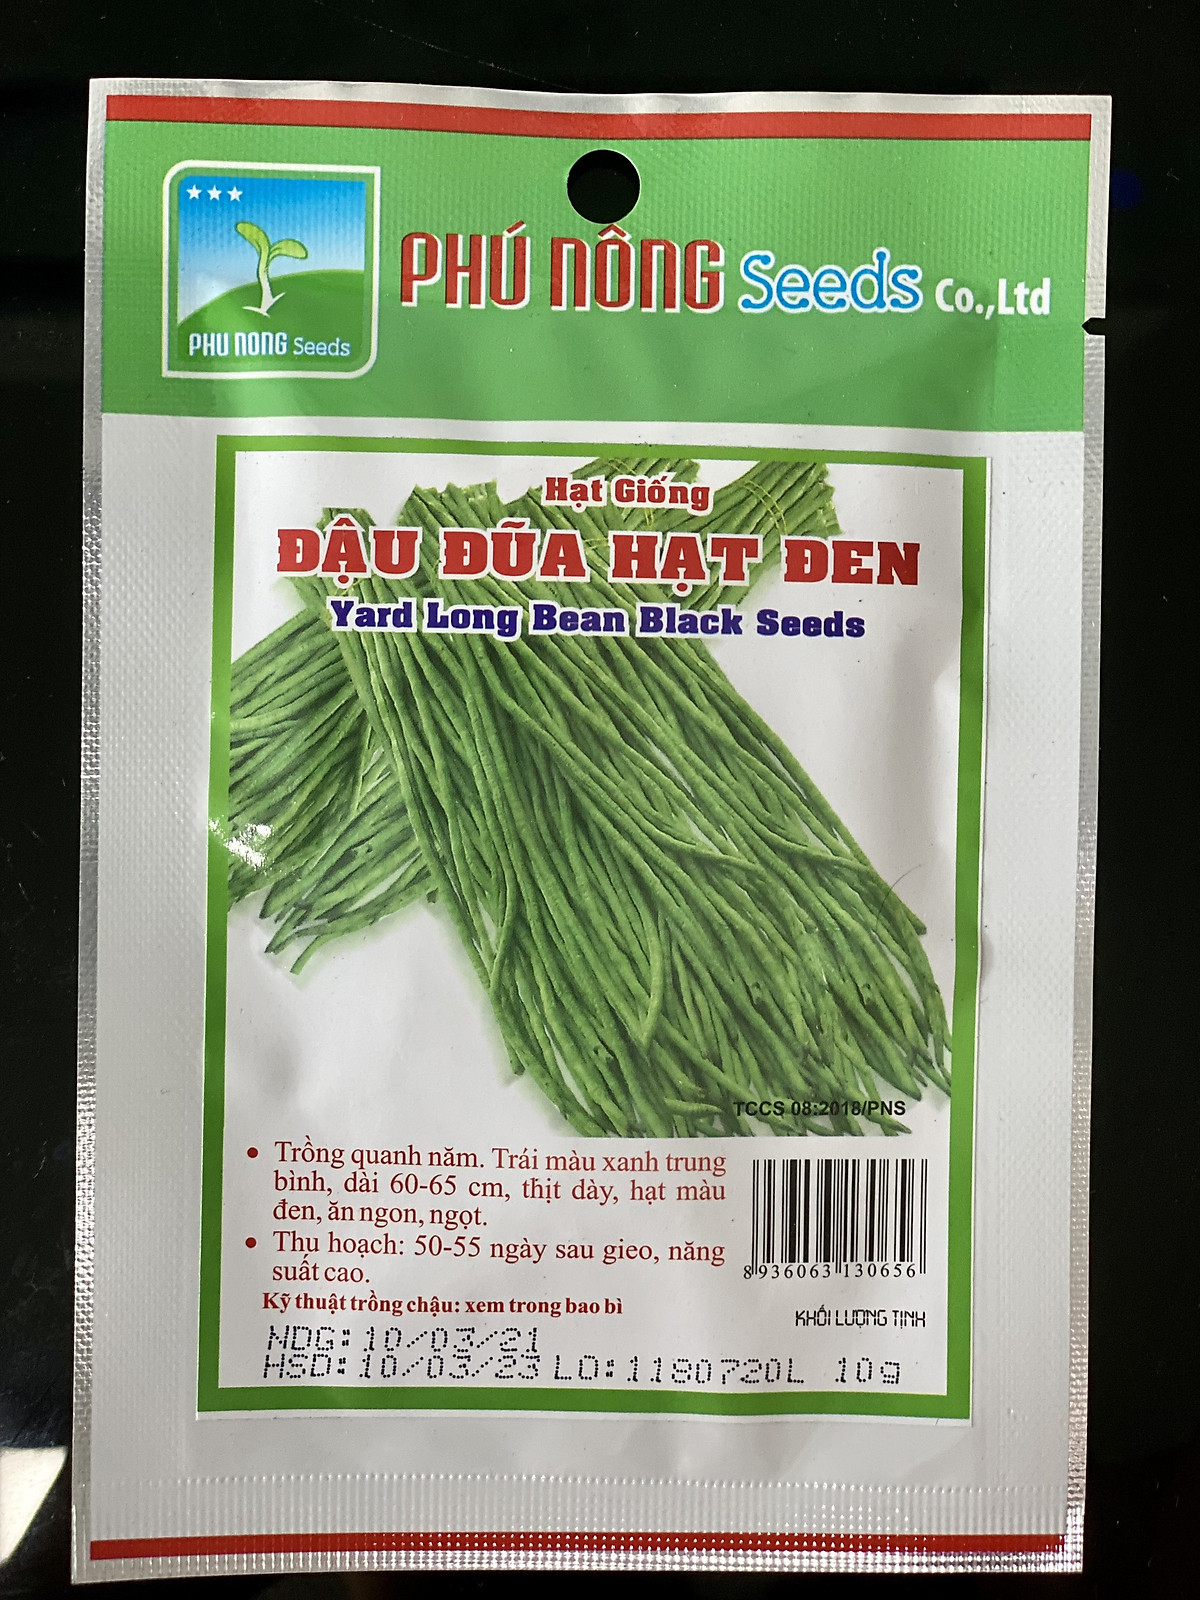 PHÚ NÔNG Seeds Co.,Ltd
PHU NONG Seeds
Hạt Giống
ĐẬU ĐŨA HẠT ĐEN
Yard Long Bean Black Seeds
TCCS 08:2018/PNS
• Trồng quanh năm. Trái màu xanh trung
bình, dài 60-65 cm, thịt dày, hạt màu
đen, ăn ngon, ngọt.
• Thu hoạch: 50-55 ngày sau gieo, năng
suất cao.
Kỹ thuật trồng chậu: xem trong bao bì
8 936063 130656
KHỐI LƯỢNG TỊNH
NDG: 10/03/21
HSD: 10/03/23 LO: 1180720L 10g